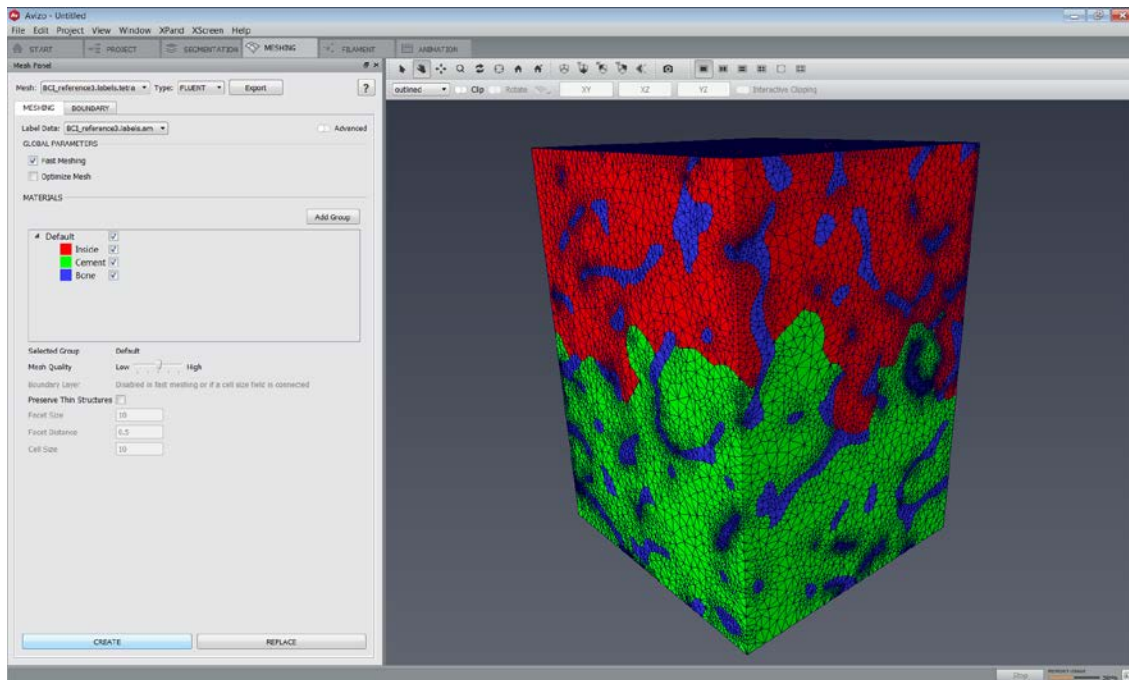 Avizo - Untitled
File Edit Project View Window XPand XScreen Help
START PROJECT SEGMENTATION MESHING FILAMENT ANIMATION
Mesh Panel
Mesh: BCI_reference3.labels.tetra Type: FLUENT Export ?
outlined Clip Rotate XY XZ YZ Interactive Clipping
MESHING BOUNDARY
Label Data: BCI_reference3.labels.am Advanced
GLOBAL PARAMETERS
Fast Meshing
Optimize Mesh
MATERIALS
Add Group
Default
Inside
Cement
Bone
Selected Group Default
Mesh Quality Low High
Boundary Layer Disabled in fast meshing or if a cell size field is connected
Preserve Thin Structures
Facet Size 10
Facet Distance 0.5
Cell Size 10
CREATE REPLACE
Stop